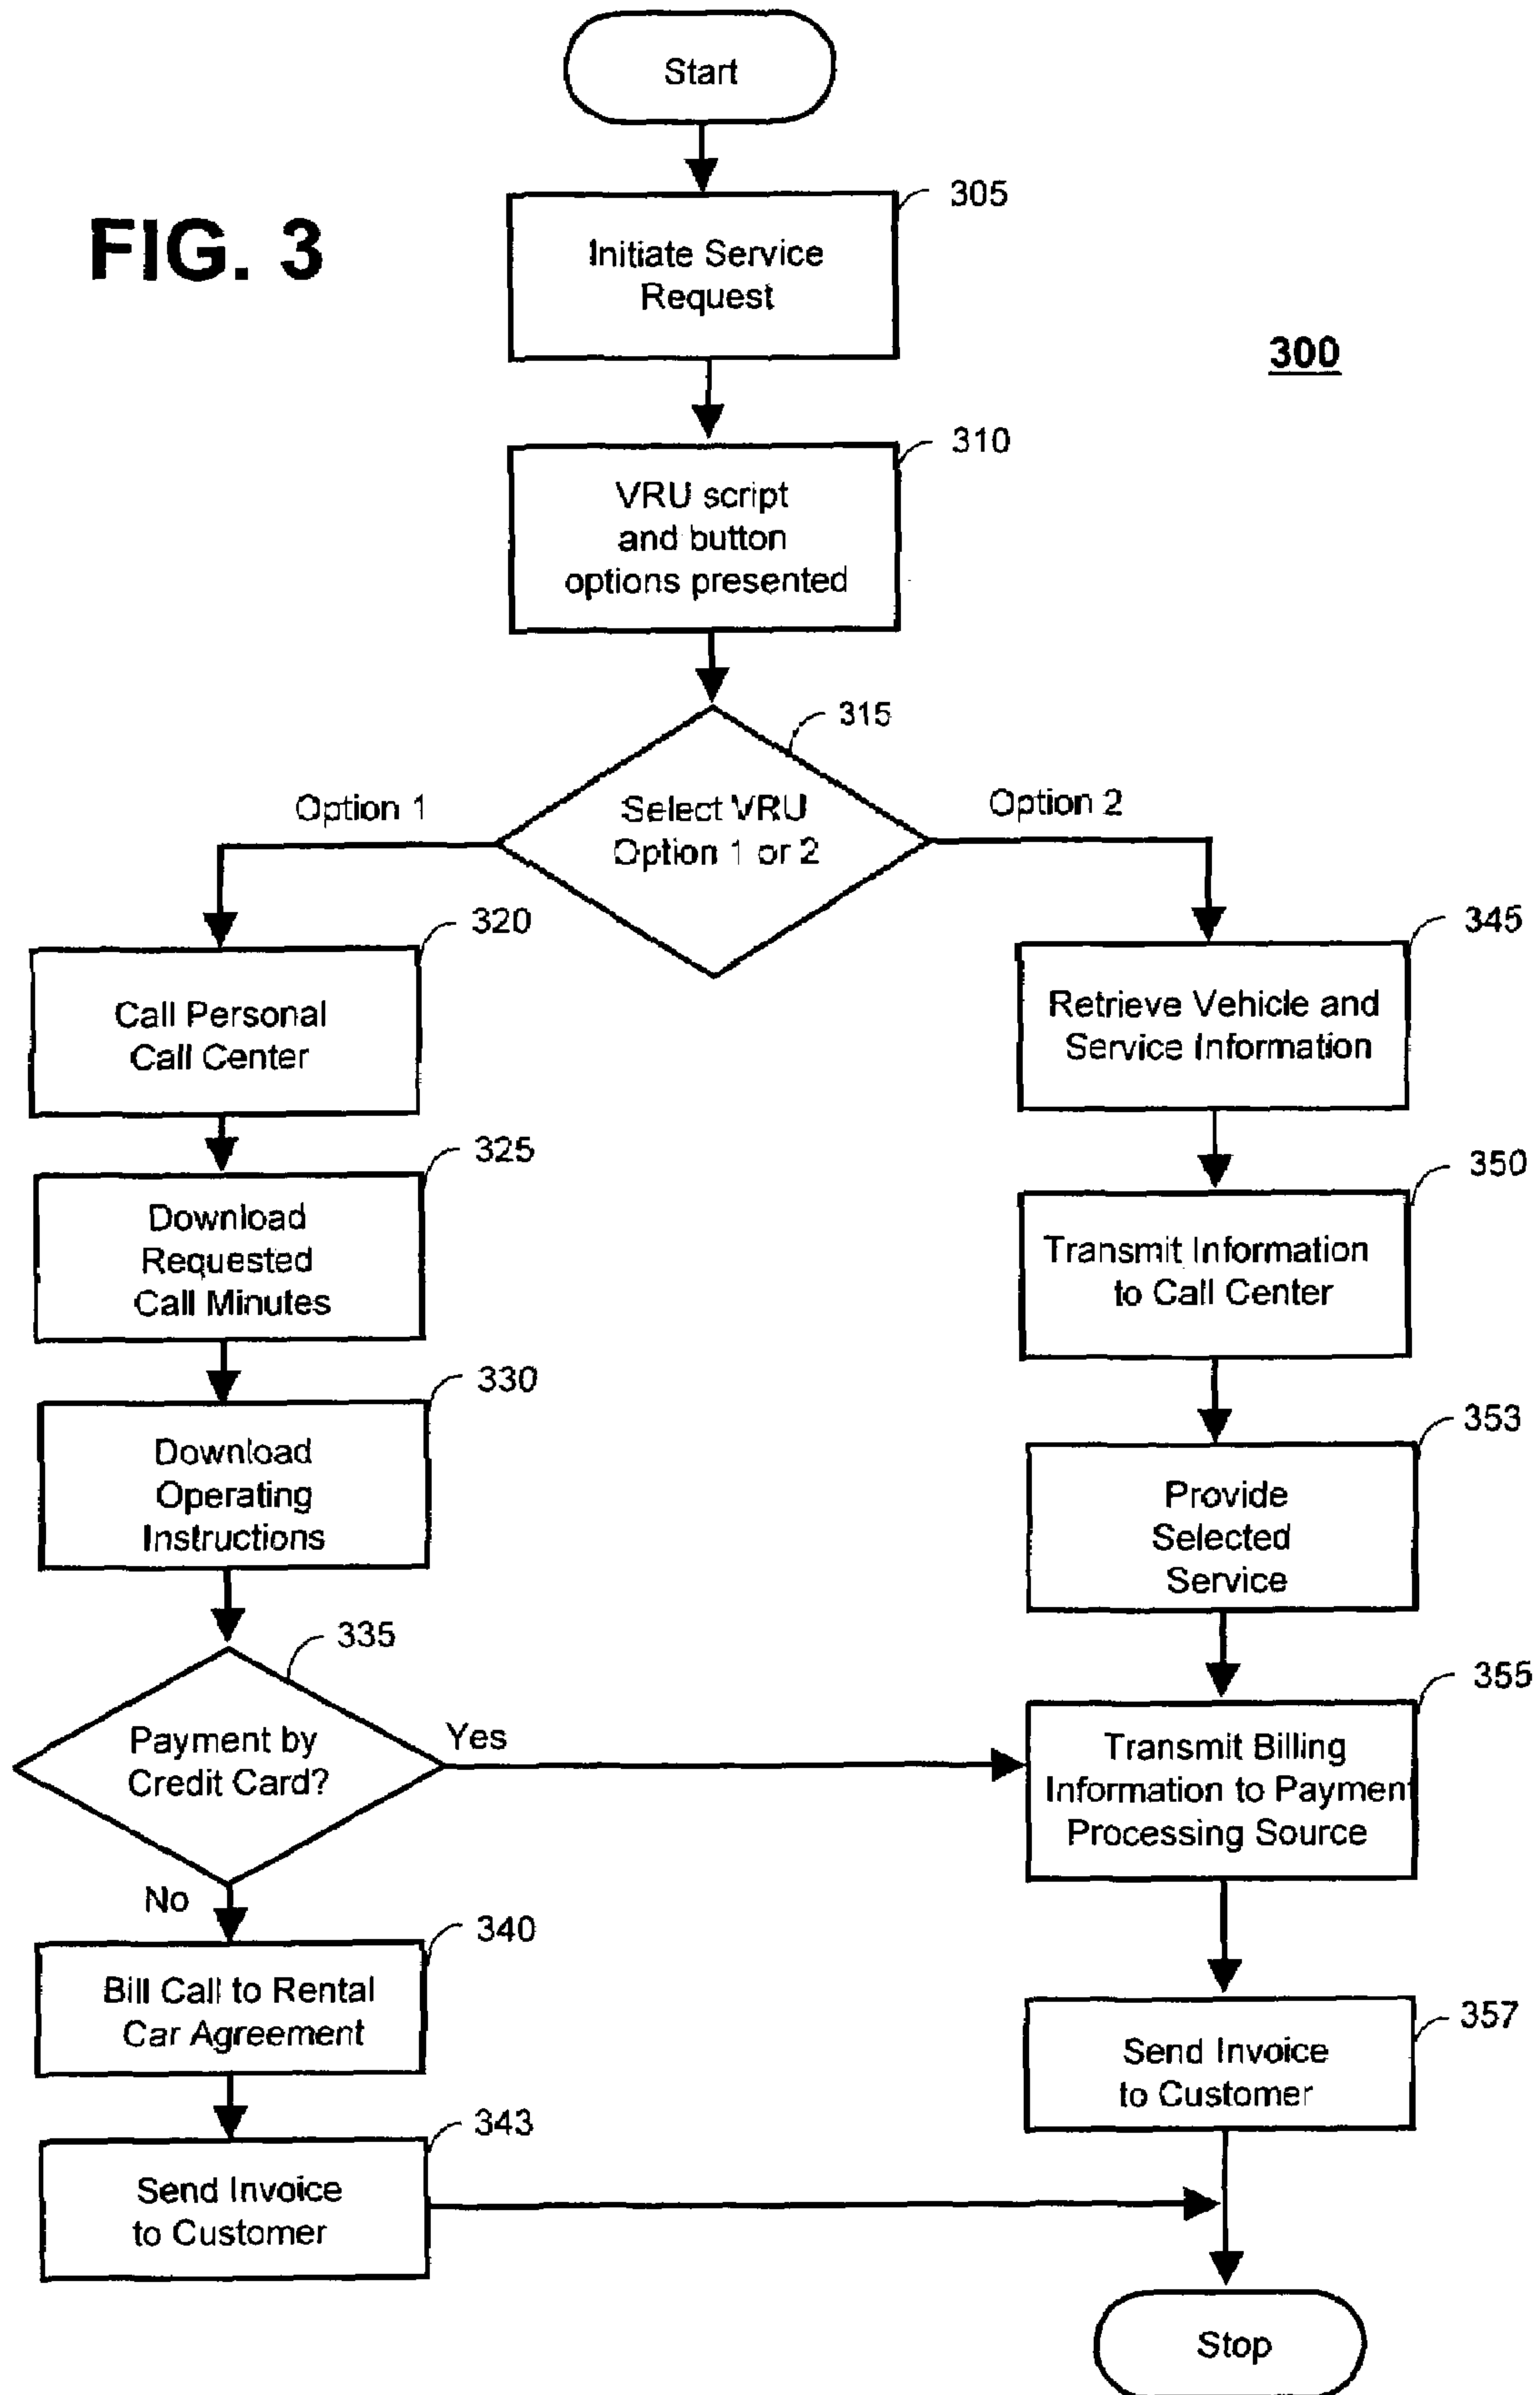 Start
FIG. 3
305
Initiate Service
Request
300
310
VRU script
and button
options presented
315
Select VRU
Option 1 or 2
Option 1
Option 2
320
Call Personal
Call Center
325
Download
Requested
Call Minutes
330
Download
Operating
Instructions
335
Payment by
Credit Card?
Yes
No
340
Bill Call to Rental
Car Agreement
343
Send Invoice
to Customer
345
Retrieve Vehicle and
Service Information
350
Transmit Information
to Call Center
353
Provide
Selected
Service
355
Transmit Billing
Information to Paymen
Processing Source
357
Send Invoice
to Customer
Stop